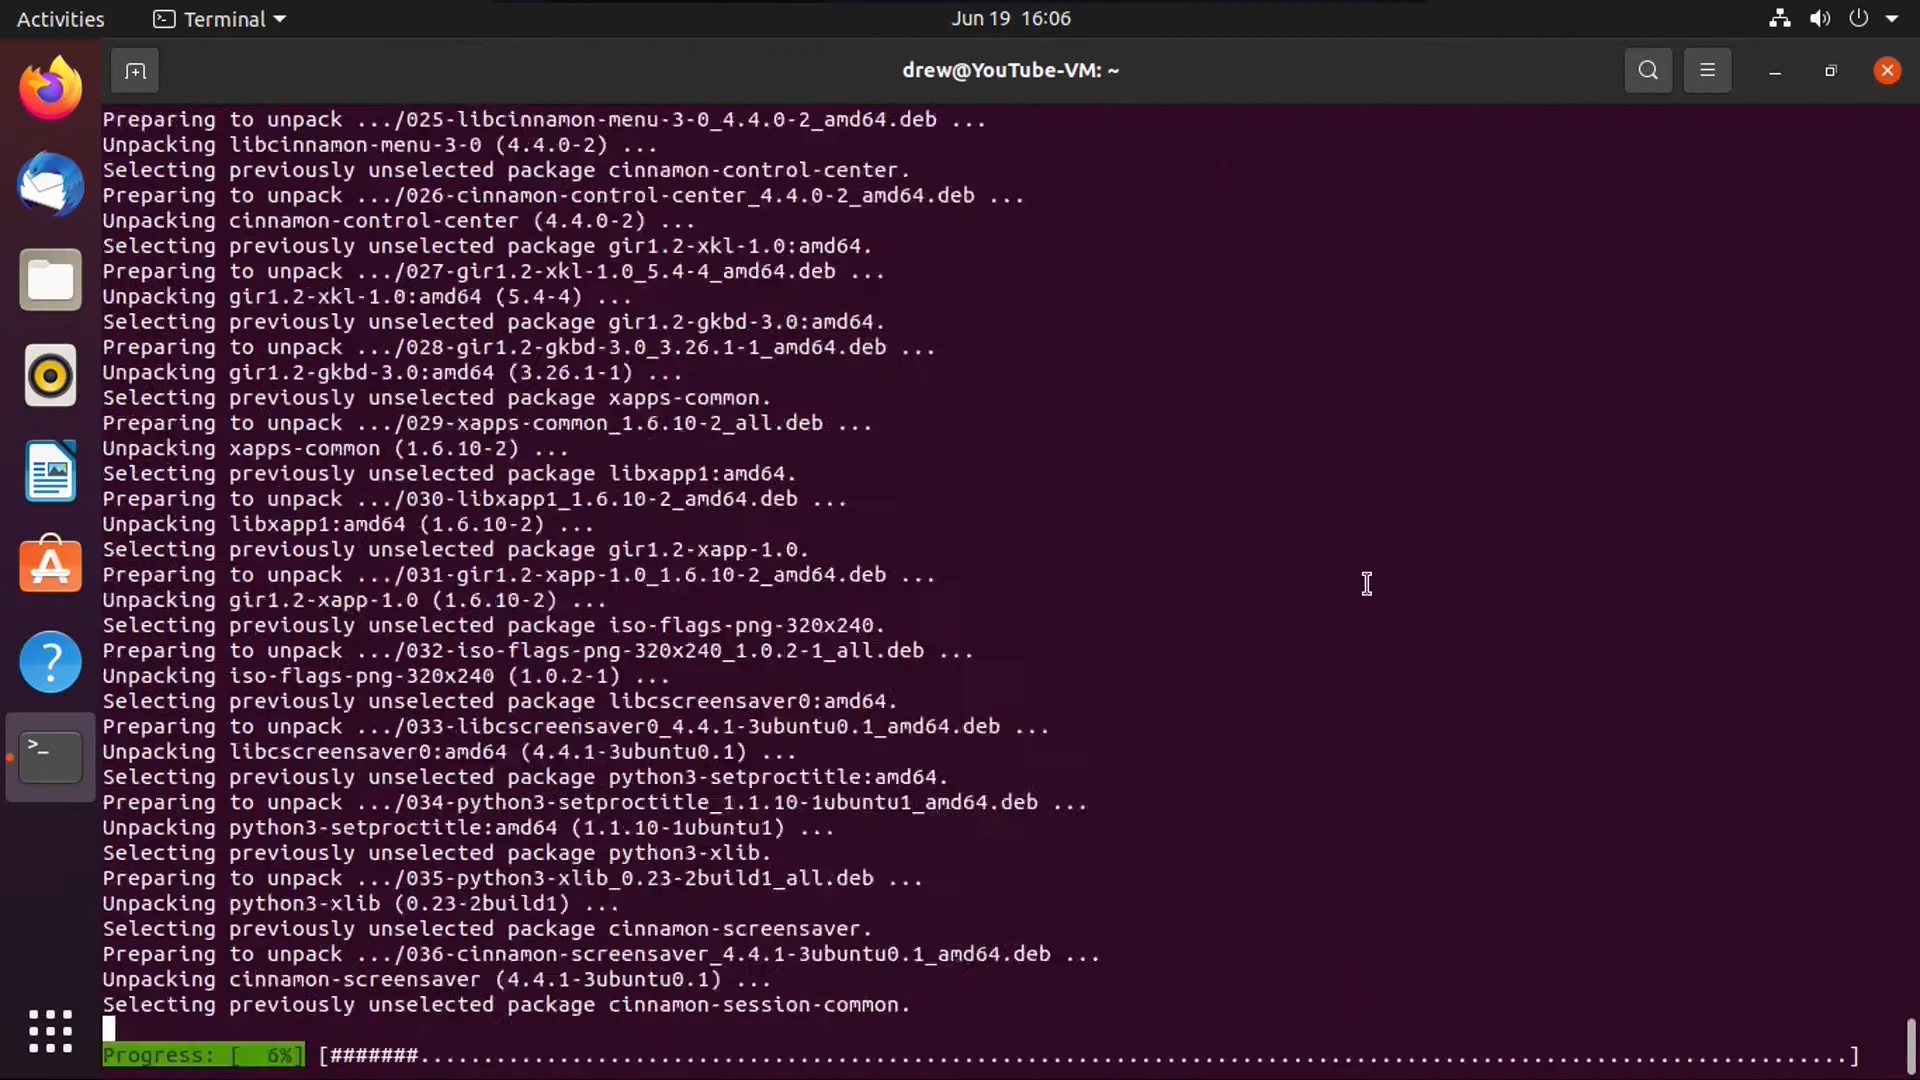 Activities
Terminal
Jun 19 16:06
drew@YouTube-VM: ~
Preparing to unpack .../025-libcinnamon-menu-3-0_4.4.0-2_amd64.deb ...
Unpacking libcinnamon-menu-3-0 (4.4.0-2) ...
Selecting previously unselected package cinnamon-control-center.
Preparing to unpack .../026-cinnamon-control-center_4.4.0-2_amd64.deb ...
Unpacking cinnamon-control-center (4.4.0-2) ...
Selecting previously unselected package gir1.2-xkl-1.0:amd64.
Preparing to unpack .../027-gir1.2-xkl-1.0_5.4-4_amd64.deb ...
Unpacking gir1.2-xkl-1.0:amd64 (5.4-4) ...
Selecting previously unselected package gir1.2-gkbd-3.0:amd64.
Preparing to unpack .../028-gir1.2-gkbd-3.0_3.26.1-1_amd64.deb ...
Unpacking gir1.2-gkbd-3.0:amd64 (3.26.1-1) ...
Selecting previously unselected package xapps-common.
Preparing to unpack .../029-xapps-common_1.6.10-2_all.deb ...
Unpacking xapps-common (1.6.10-2) ...
Selecting previously unselected package libxapp1:amd64.
Preparing to unpack .../030-libxapp1_1.6.10-2_amd64.deb ...
Unpacking libxapp1:amd64 (1.6.10-2) ...
Selecting previously unselected package gir1.2-xapp-1.0.
Preparing to unpack .../031-gir1.2-xapp-1.0_1.6.10-2_amd64.deb ...
Unpacking gir1.2-xapp-1.0 (1.6.10-2) ...
Selecting previously unselected package iso-flags-png-320x240.
Preparing to unpack .../032-iso-flags-png-320x240_1.0.2-1_all.deb ...
Unpacking iso-flags-png-320x240 (1.0.2-1) ...
Selecting previously unselected package libcscreensaver0:amd64.
Preparing to unpack .../033-libcscreensaver0_4.4.1-3ubuntu0.1_amd64.deb ...
Unpacking libcscreensaver0:amd64 (4.4.1-3ubuntu0.1) ...
Selecting previously unselected package python3-setproctitle:amd64.
Preparing to unpack .../034-python3-setproctitle_1.1.10-1ubuntu1_amd64.deb ...
Unpacking python3-setproctitle:amd64 (1.1.10-1ubuntu1) ...
Selecting previously unselected package python3-xlib.
Preparing to unpack .../035-python3-xlib_0.23-2build1_all.deb ...
Unpacking python3-xlib (0.23-2build1) ...
Selecting previously unselected package cinnamon-screensaver.
Preparing to unpack .../036-cinnamon-screensaver_4.4.1-3ubuntu0.1_amd64.deb ...
Unpacking cinnamon-screensaver (4.4.1-3ubuntu0.1) ...
Selecting previously unselected package cinnamon-session-common.
Progress: [  6%] [#######.................................................................................................................]